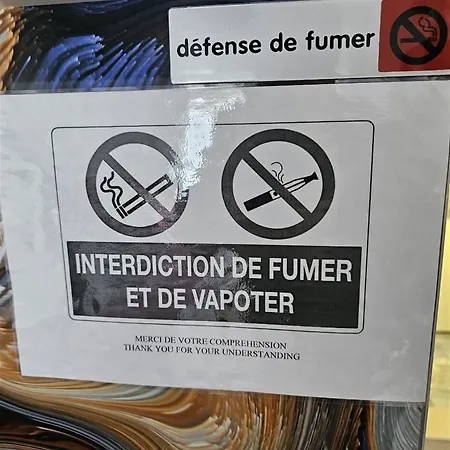 défense de fumer
INTERDICTION DE FUMER
ET DE VAPOTER
MERCI DE VOTRE COMPREHENSION
THANK YOU FOR YOUR UNDERSTANDING